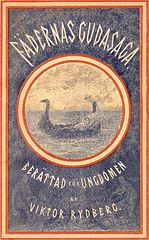 FÄDERNAS GUDASAGA.
BERÄTTAD FÖR UNGDOMEN
AF
VIKTOR RYDBERG.